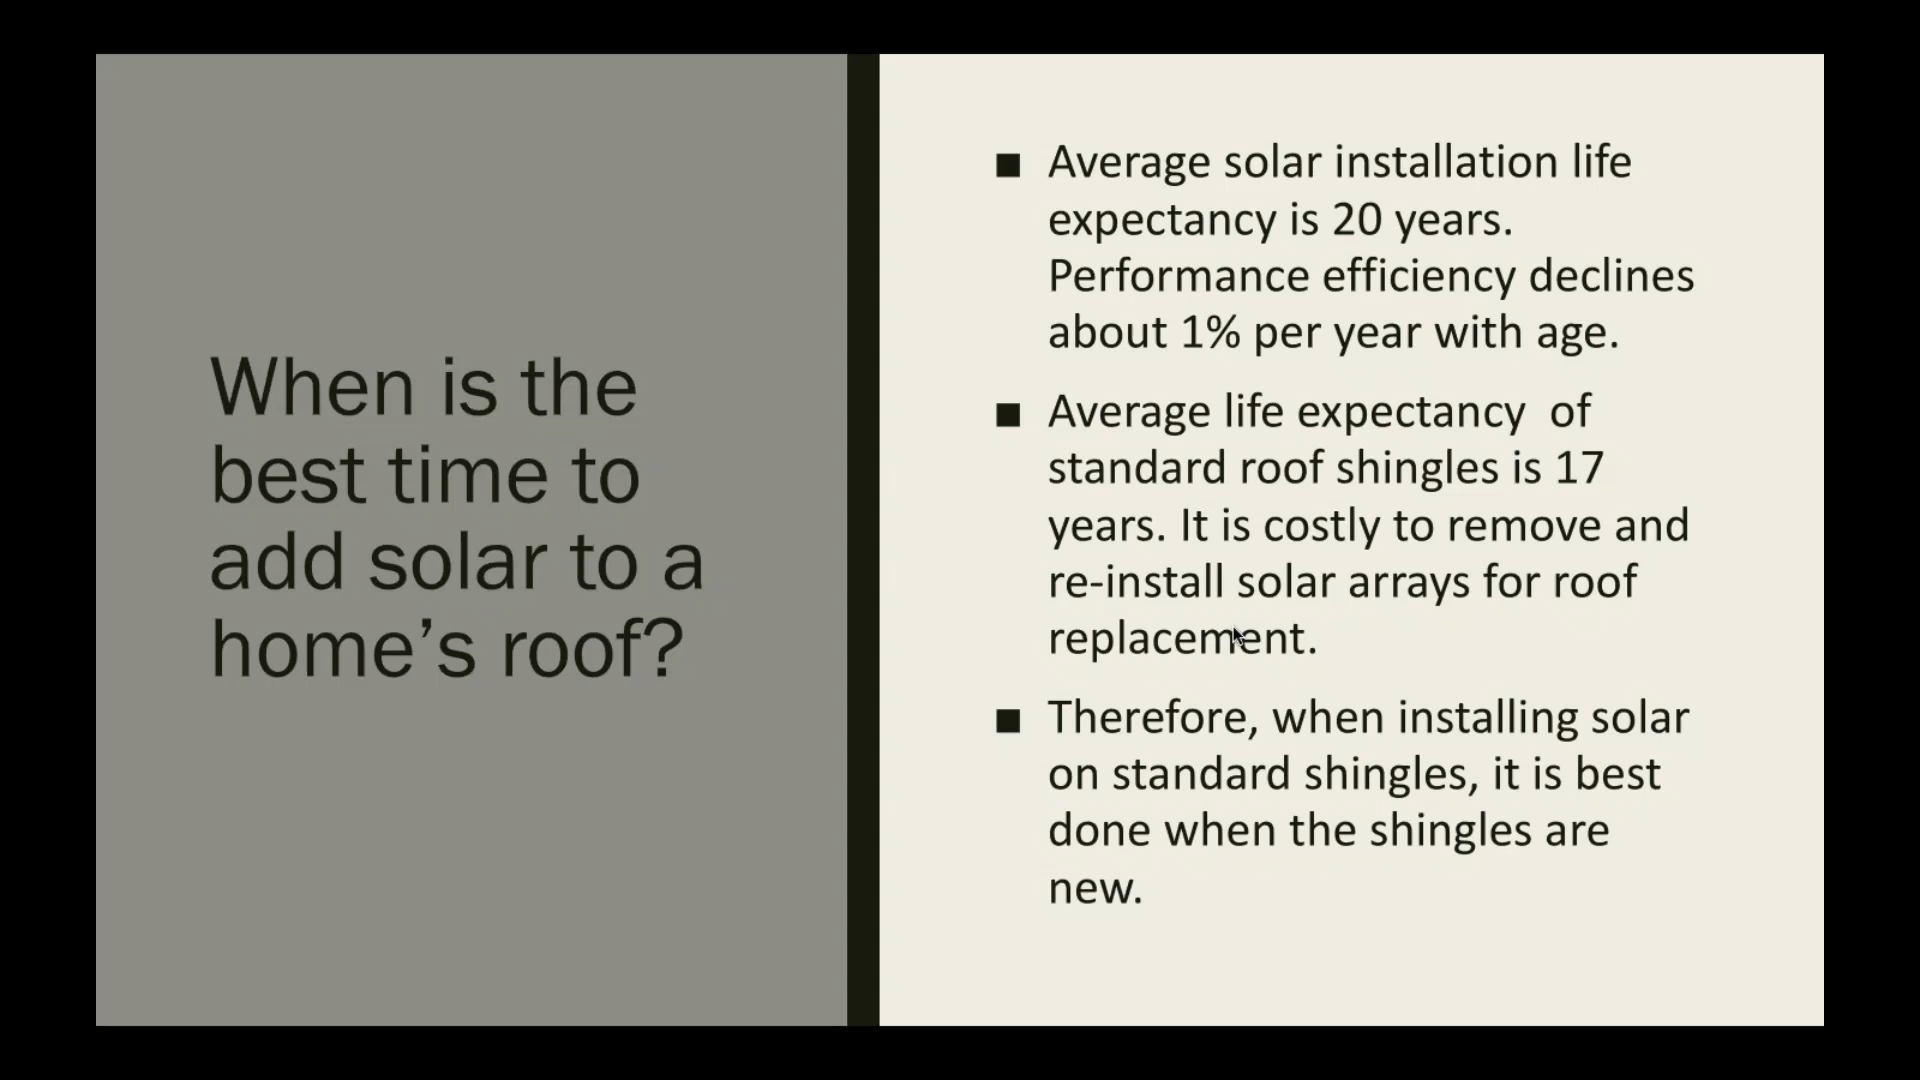 When is the
best time to
add solar to a
home’s roof?
■ Average solar installation life
expectancy is 20 years.
Performance efficiency declines
about 1% per year with age.
■ Average life expectancy  of
standard roof shingles is 17
years. It is costly to remove and
re-install solar arrays for roof
replacement.
■ Therefore, when installing solar
on standard shingles, it is best
done when the shingles are
new.